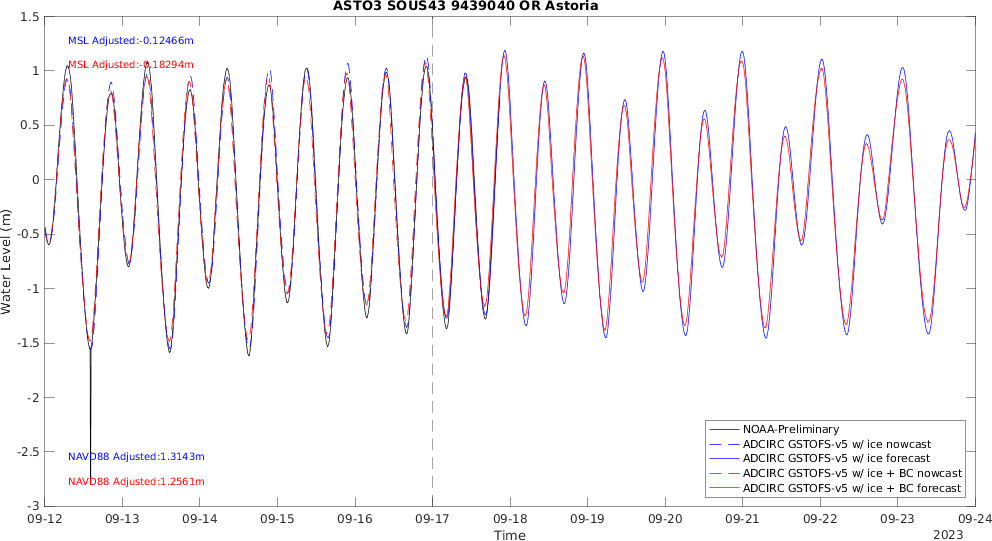 ASTO3 SOUS43 9439040 OR Astoria
1.5
1
0.5
0
-0.5
-1
-1.5
-2
-2.5
-3
Water Level (m)
MSL Adjusted:-0.12466m
MSL Adjusted:-0.18294m
NAVD88 Adjusted:1.3143m
NAVD88 Adjusted:1.2561m
NOAA-Preliminary
ADCIRC GSTOFS-v5 w/ ice nowcast
ADCIRC GSTOFS-v5 w/ ice forecast
ADCIRC GSTOFS-v5 w/ ice + BC nowcast
ADCIRC GSTOFS-v5 w/ ice + BC forecast
09-12 09-13 09-14 09-15 09-16 09-17 09-18 09-19 09-20 09-21 09-22 09-23 09-24
Time
2023